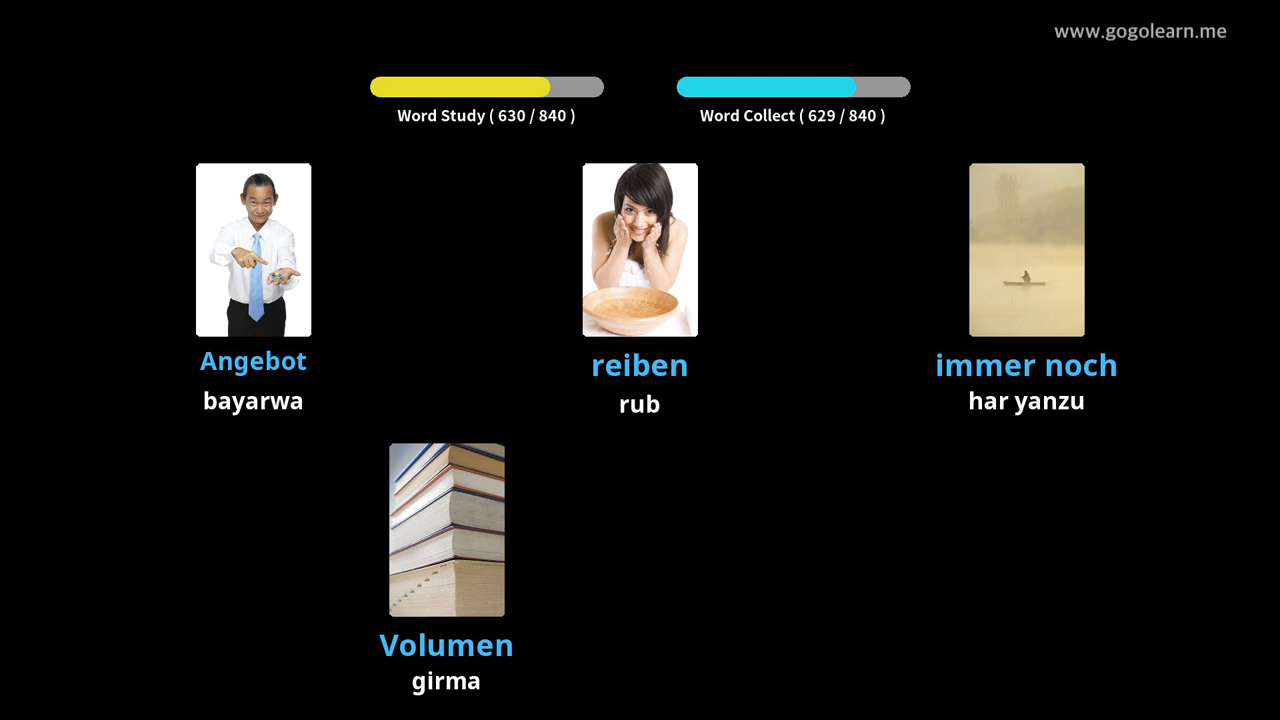 www.gogolearn.me
Word Study ( 630 / 840 )
Word Collect ( 629 / 840 )
Angebot
bayarwa
reiben
rub
immer noch
har yanzu
Volumen
girma